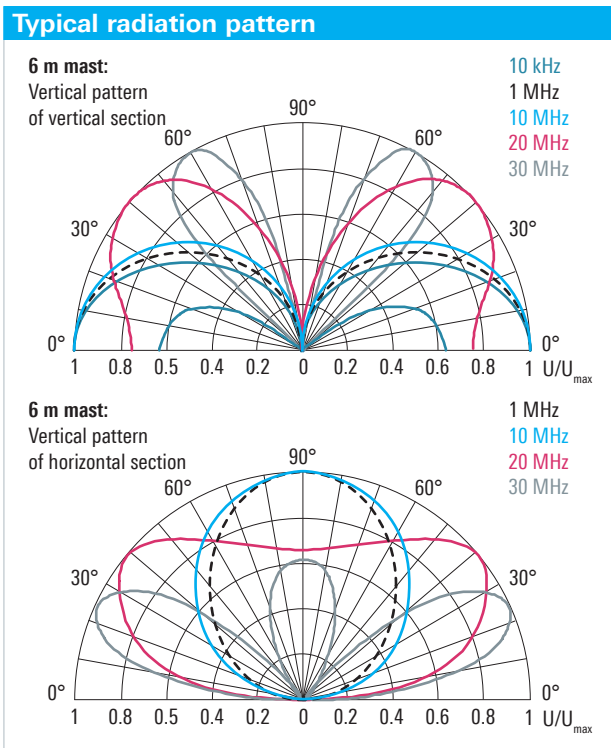 Typical radiation pattern
6 m mast:
Vertical pattern
of vertical section
10 kHz
1 MHz
10 MHz
20 MHz
30 MHz
90°
60° 60°
30° 30°
0° 0°
1 0.8 0.5 0.4 0.2 0 0.2 0.4 0.6 0.8 1 U/Umax
6 m mast:
Vertical pattern
of horizontal section
1 MHz
10 MHz
20 MHz
30 MHz
90°
60° 60°
30° 30°
0° 0°
1 0.8 0.2 0.4 0.2 0 0.2 0.4 0.6 0.8 1 U/Umax